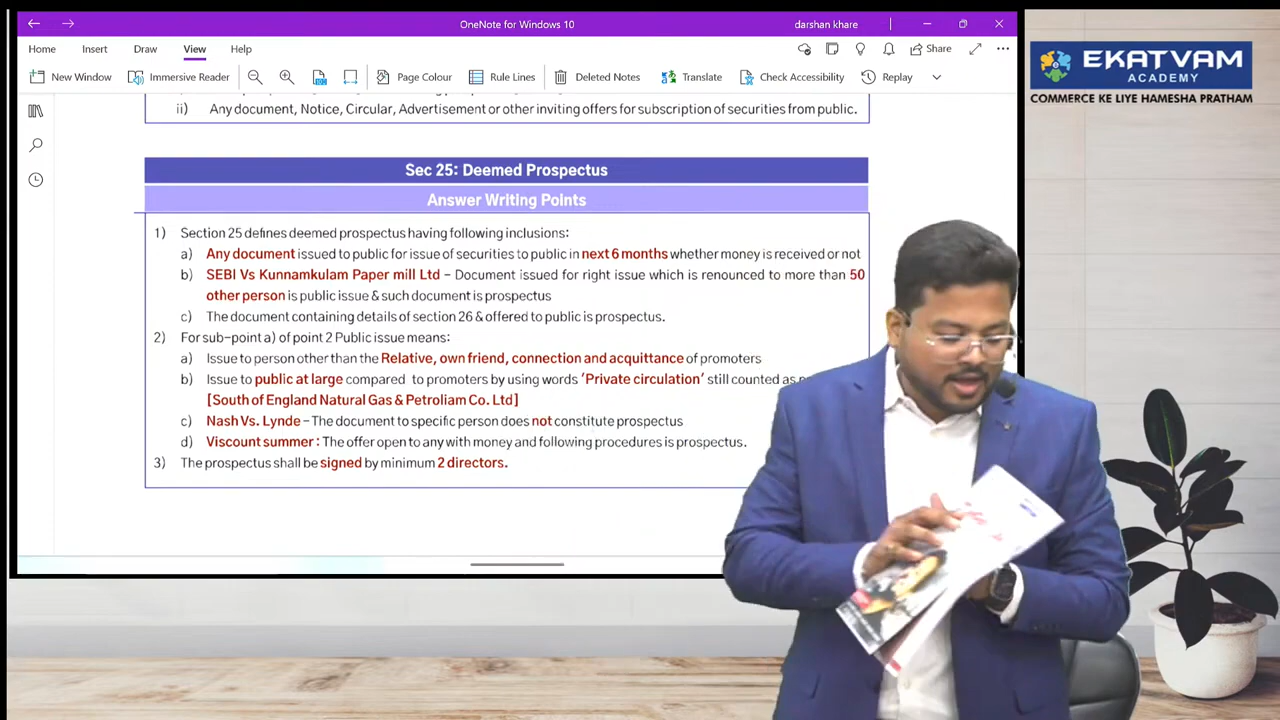 OneNote for Windows 10
darshan khare
Home Insert Draw View Help
Share
New Window Immersive Reader Page Colour Rule Lines Deleted Notes Translate Check Accessibility Replay
EKATVAM
ACADEMY
COMMERCE KE LIYE HAMESHA PRATHAM
ii) Any document, Notice, Circular, Advertisement or other inviting offers for subscription of securities from public.
Sec 25: Deemed Prospectus
Answer Writing Points
1) Section 25 defines deemed prospectus having following inclusions:
a) Any document issued to public for issue of securities to public in next 6 months whether money is received or not
b) SEBI Vs Kunnamkulam Paper mill Ltd – Document issued for right issue which is renounced to more than 50
other person is public issue & such document is prospectus
c) The document containing details of section 26 & offered to public is prospectus.
2) For sub-point a) of point 2 Public issue means:
a) Issue to person other than the Relative, own friend, connection and acquittance of promoters
b) Issue to public at large compared to promoters by using words 'Private circulation' still counted as
[South of England Natural Gas & Petroliam Co. Ltd]
c) Nash Vs. Lynde – The document to specific person does not constitute prospectus
d) Viscount summer : The offer open to any with money and following procedures is prospectus.
3) The prospectus shall be signed by minimum 2 directors.